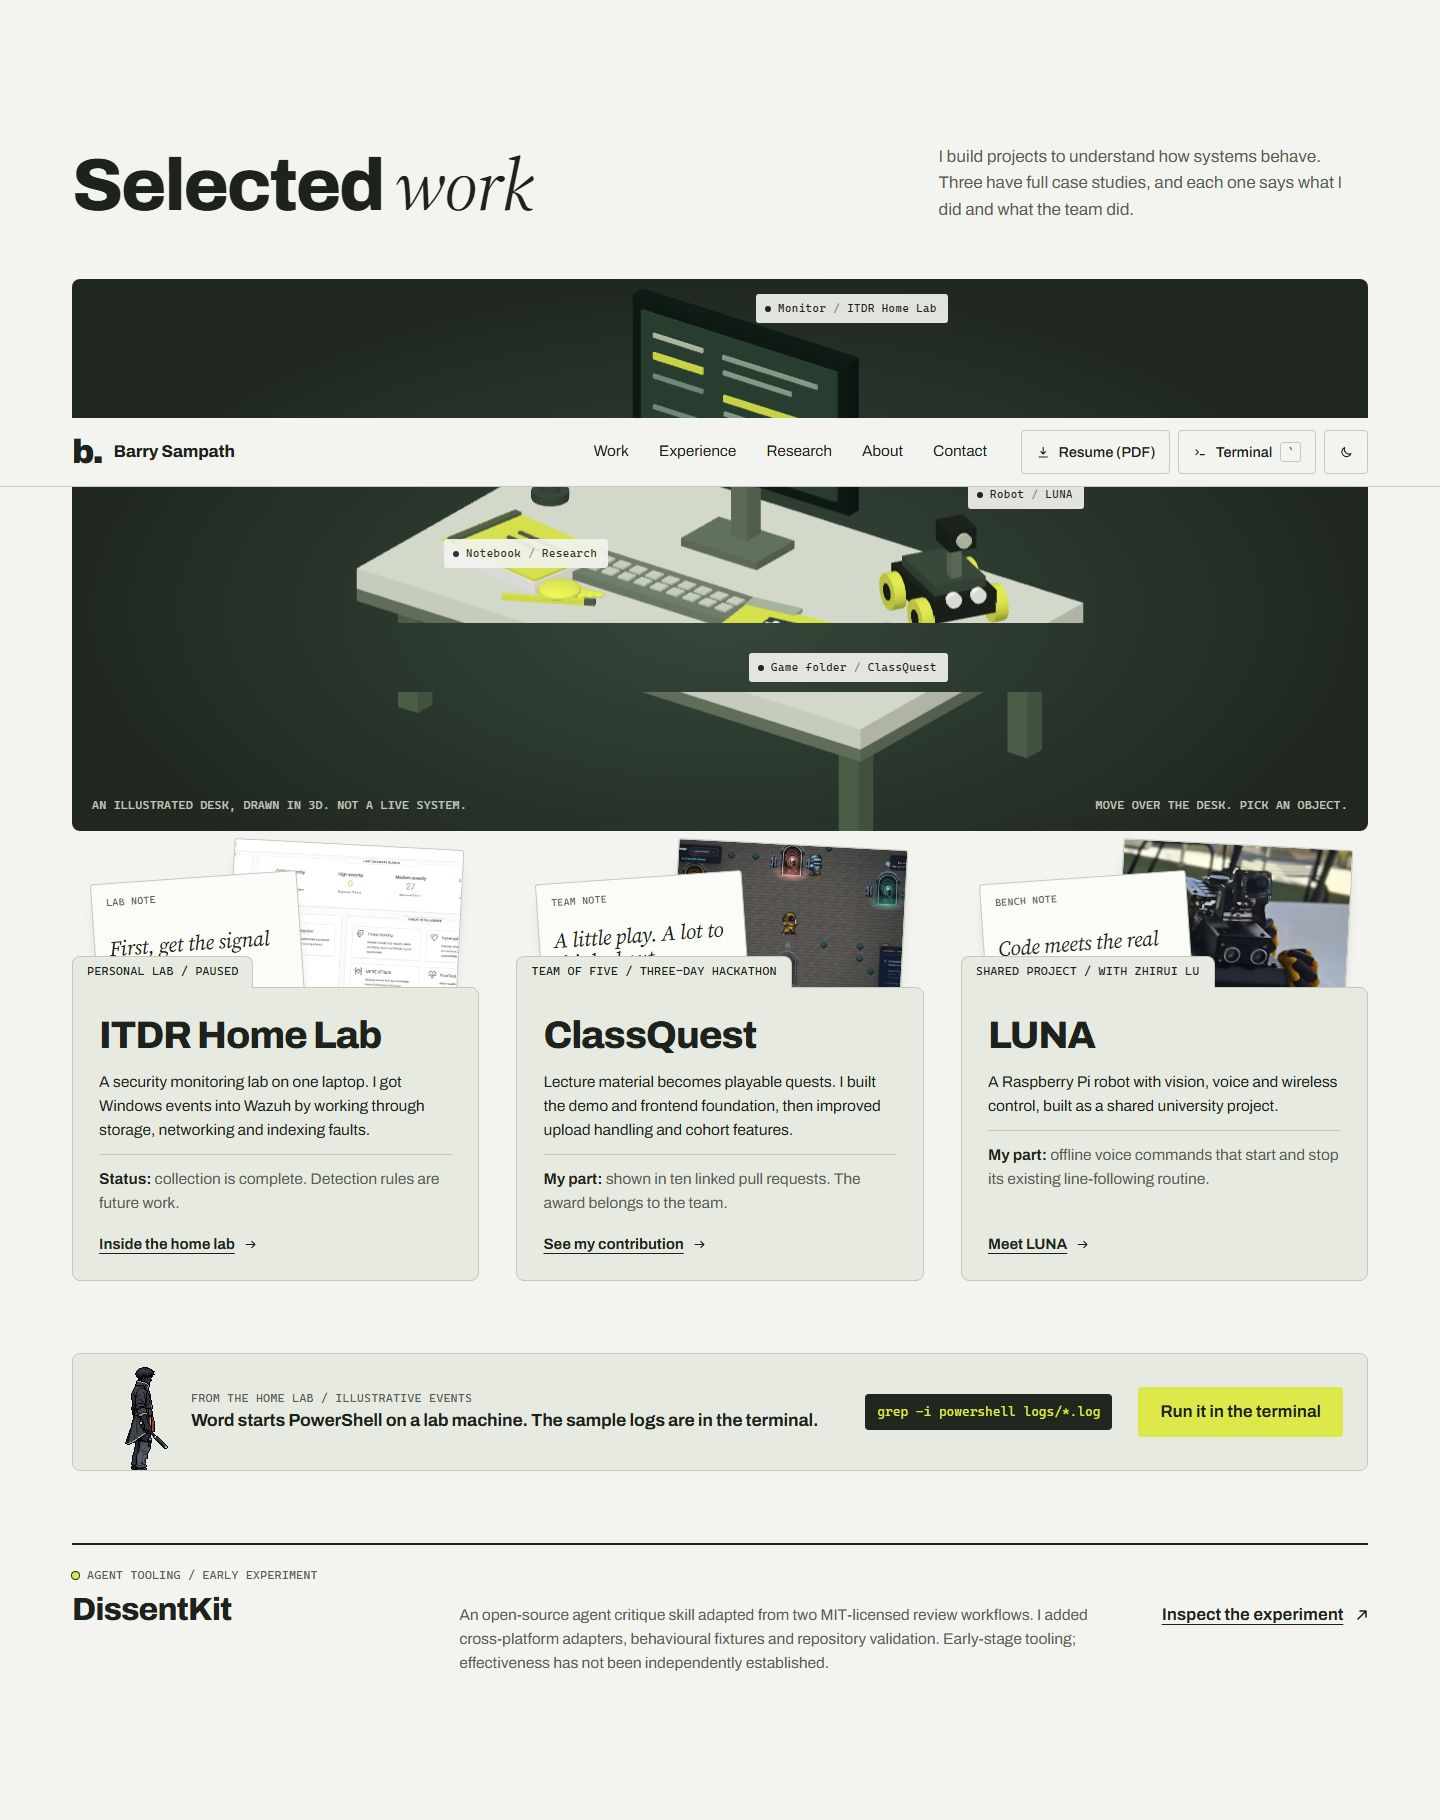 Selected work
I build projects to understand how systems behave.
Three have full case studies, and each one says what I
did and what the team did.
Monitor / ITDR Home Lab
b. Barry Sampath
Work Experience Research About Contact Resume (PDF) Terminal `
Robot / LUNA
Notebook / Research
Game folder / ClassQuest
AN ILLUSTRATED DESK, DRAWN IN 3D. NOT A LIVE SYSTEM.
MOVE OVER THE DESK. PICK AN OBJECT.
LAB NOTE
First, get the signal
High severity
0
Medium severity
27
PERSONAL LAB / PAUSED
ITDR Home Lab
A security monitoring lab on one laptop. I got
Windows events into Wazuh by working through
storage, networking and indexing faults.
Status: collection is complete. Detection rules are
future work.
Inside the home lab →
TEAM NOTE
A little play. A lot to
TEAM OF FIVE / THREE-DAY HACKATHON
ClassQuest
Lecture material becomes playable quests. I built
the demo and frontend foundation, then improved
upload handling and cohort features.
My part: shown in ten linked pull requests. The
award belongs to the team.
See my contribution →
BENCH NOTE
Code meets the real
SHARED PROJECT / WITH ZHIRUI LU
LUNA
A Raspberry Pi robot with vision, voice and wireless
control, built as a shared university project.
My part: offline voice commands that start and stop
its existing line-following routine.
Meet LUNA →
FROM THE HOME LAB / ILLUSTRATIVE EVENTS
Word starts PowerShell on a lab machine. The sample logs are in the terminal.
grep -i powershell logs/*.log
Run it in the terminal
AGENT TOOLING / EARLY EXPERIMENT
DissentKit
An open-source agent critique skill adapted from two MIT-licensed review workflows. I added
cross-platform adapters, behavioural fixtures and repository validation. Early-stage tooling;
effectiveness has not been independently established.
Inspect the experiment ↗